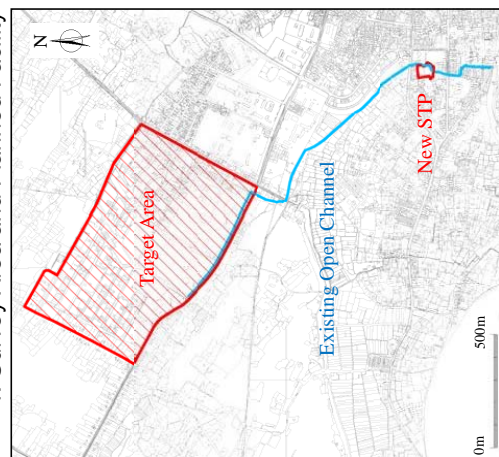 N
Target Area
Existing Open Channel
New STP
0m
500m